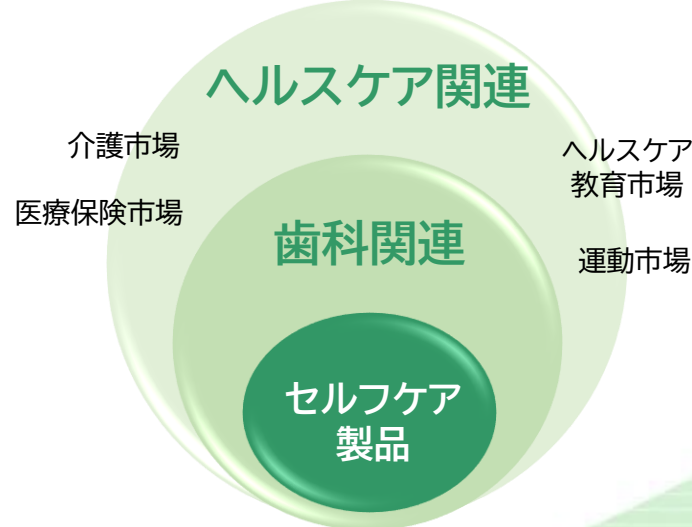 ヘルスケア関連
介護市場
医療保険市場
ヘルスケア
教育市場
運動市場
歯科関連
セルフケア
製品